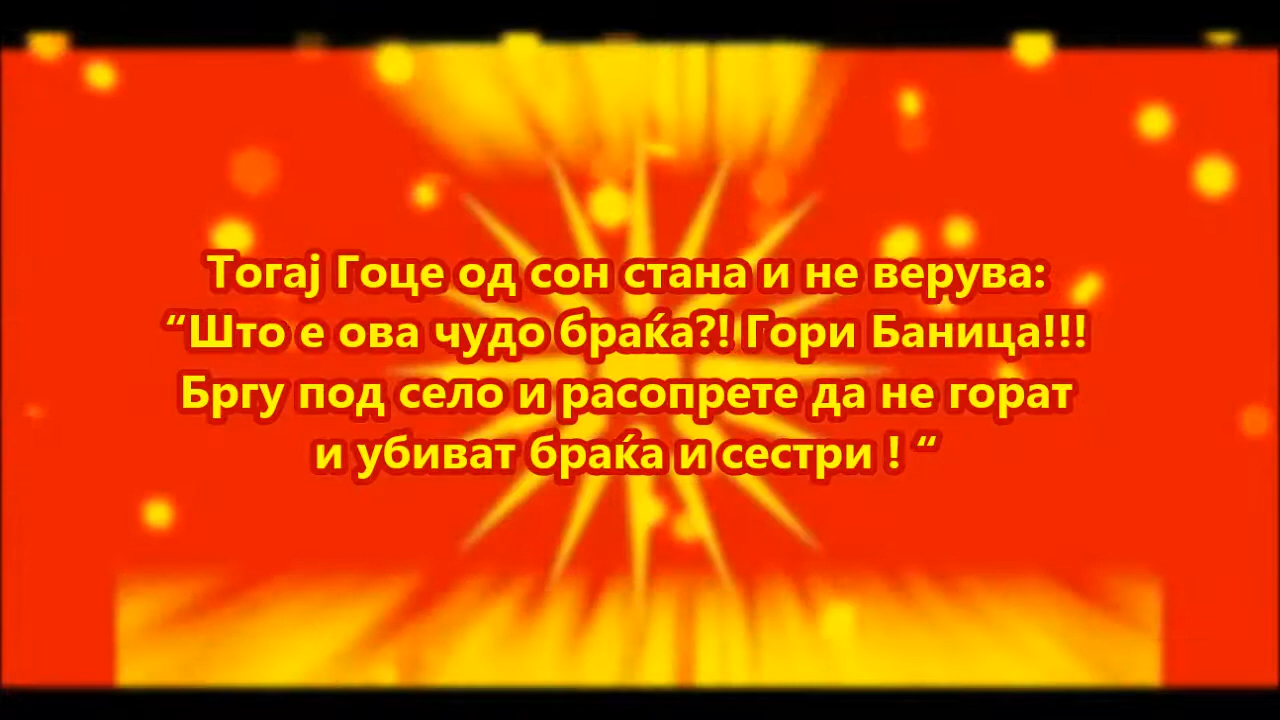 Тогај Гоце од сон стана и не верува:
“Што е ова чудо браќа?! Гори Баница!!!
Бргу под село и расопрете да не горат
и убиват браќа и сестри ! “